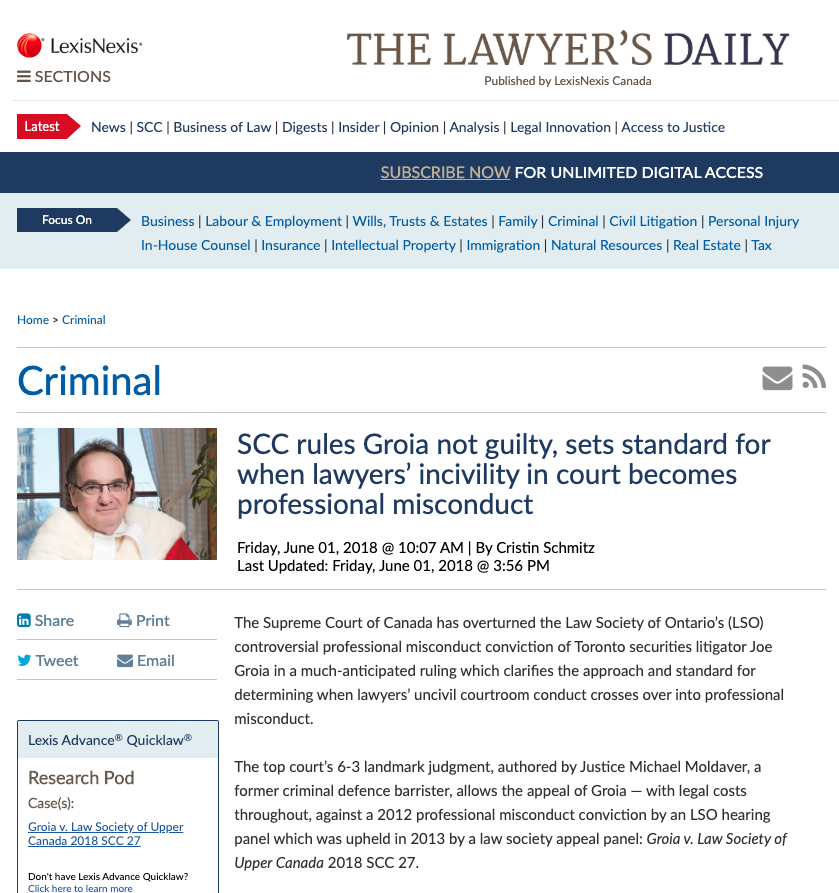 LexisNexis®
SECTIONS
THE LAWYER'S DAILY
Published by LexisNexis Canada
Latest
News | SCC | Business of Law | Digests | Insider | Opinion | Analysis | Legal Innovation | Access to Justice
SUBSCRIBE NOW FOR UNLIMITED DIGITAL ACCESS
Focus On
Business | Labour & Employment | Wills, Trusts & Estates | Family | Criminal | Civil Litigation | Personal Injury
In-House Counsel | Insurance | Intellectual Property | Immigration | Natural Resources | Real Estate | Tax
Home > Criminal
Criminal
SCC rules Groia not guilty, sets standard for
when lawyers' incivility in court becomes
professional misconduct
Friday, June 01, 2018 @ 10:07 AM | By Cristin Schmitz
Last Updated: Friday, June 01, 2018 @ 3:56 PM
Share Print
Tweet Email
The Supreme Court of Canada has overturned the Law Society of Ontario's (LSO)
controversial professional misconduct conviction of Toronto securities litigator Joe
Groia in a much-anticipated ruling which clarifies the approach and standard for
determining when lawyers' uncivil courtroom conduct crosses over into professional
misconduct.
The top court's 6-3 landmark judgment, authored by Justice Michael Moldaver, a
former criminal defence barrister, allows the appeal of Groia — with legal costs
throughout, against a 2012 professional misconduct conviction by an LSO hearing
panel which was upheld in 2013 by a law society appeal panel: Groia v. Law Society of
Upper Canada 2018 SCC 27.
Lexis Advance® Quicklaw®
Research Pod
Case(s):
Groia v. Law Society of Upper
Canada 2018 SCC 27
Don't have Lexis Advance Quicklaw?
Click here to learn more